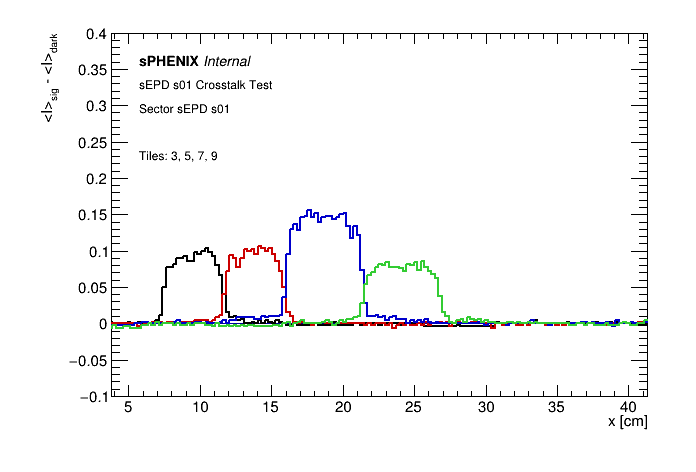 <I>sig - <I>dark
0.4
0.35
0.3
0.25
0.2
0.15
0.1
0.05
0
−0.05
−0.1
sPHENIX Internal
sEPD s01 Crosstalk Test
Sector sEPD s01
Tiles: 3, 5, 7, 9
5 10 15 20 25 30 35 40
x [cm]